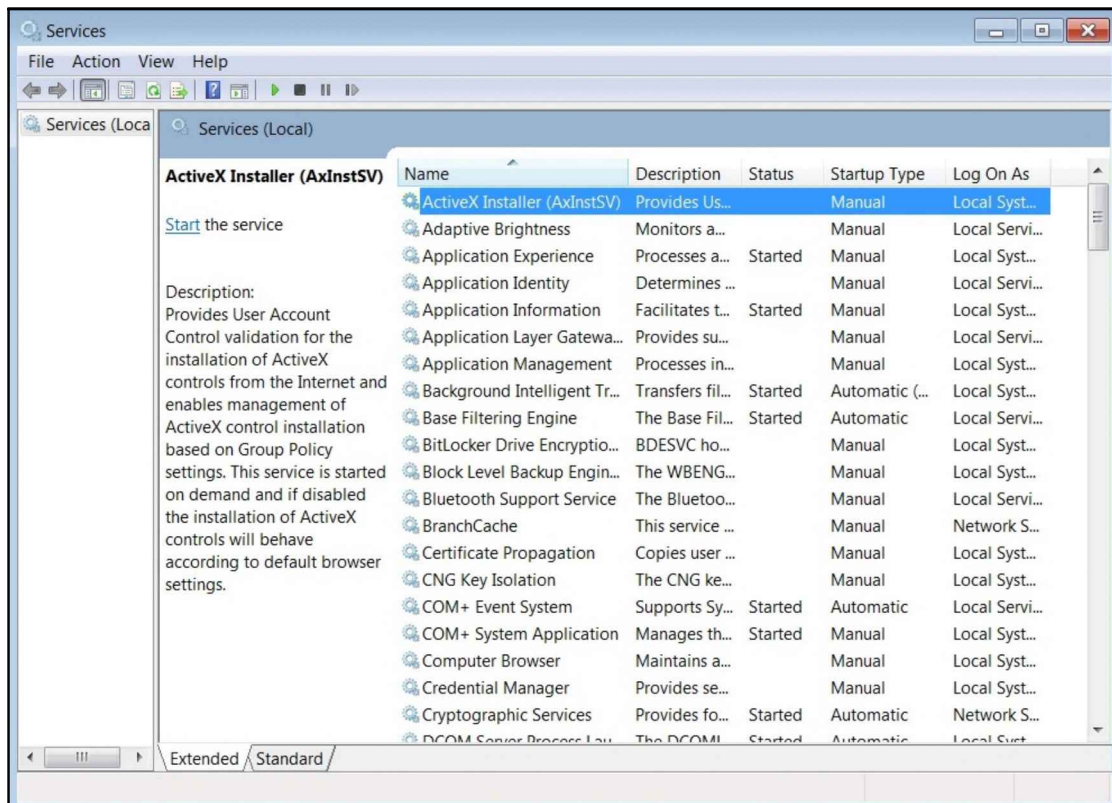 Services
File Action View Help
Services (Loca
Services (Local)
ActiveX Installer (AxInstSV)
Start the service
Description:
Provides User Account
Control validation for the
installation of ActiveX
controls from the Internet and
enables management of
ActiveX control installation
based on Group Policy
settings. This service is started
on demand and if disabled
the installation of ActiveX
controls will behave
according to default browser
settings.
Name Description Status Startup Type Log On As
ActiveX Installer (AxInstSV) Provides Us... Manual Local Syst...
Adaptive Brightness Monitors a... Manual Local Servi...
Application Experience Processes a... Started Manual Local Syst...
Application Identity Determines ... Manual Local Servi...
Application Information Facilitates t... Started Manual Local Syst...
Application Layer Gatewa... Provides su... Manual Local Servi...
Application Management Processes in... Manual Local Syst...
Background Intelligent Tr... Transfers fil... Started Automatic (... Local Syst...
Base Filtering Engine The Base Fil... Started Automatic Local Servi...
BitLocker Drive Encryptio... BDESVC ho... Manual Local Syst...
Block Level Backup Engin... The WBENG... Manual Local Syst...
Bluetooth Support Service The Bluetoo... Manual Local Servi...
BranchCache This service ... Manual Network S...
Certificate Propagation Copies user ... Manual Local Syst...
CNG Key Isolation The CNG ke... Manual Local Syst...
COM+ Event System Supports Sy... Started Automatic Local Servi...
COM+ System Application Manages th... Started Manual Local Syst...
Computer Browser Maintains a... Manual Local Syst...
Credential Manager Provides se... Manual Local Syst...
Cryptographic Services Provides fo... Started Automatic Network S...
DCOM Server Process Lau... The DCOML... Started Automatic Local Syst...
Extended Standard